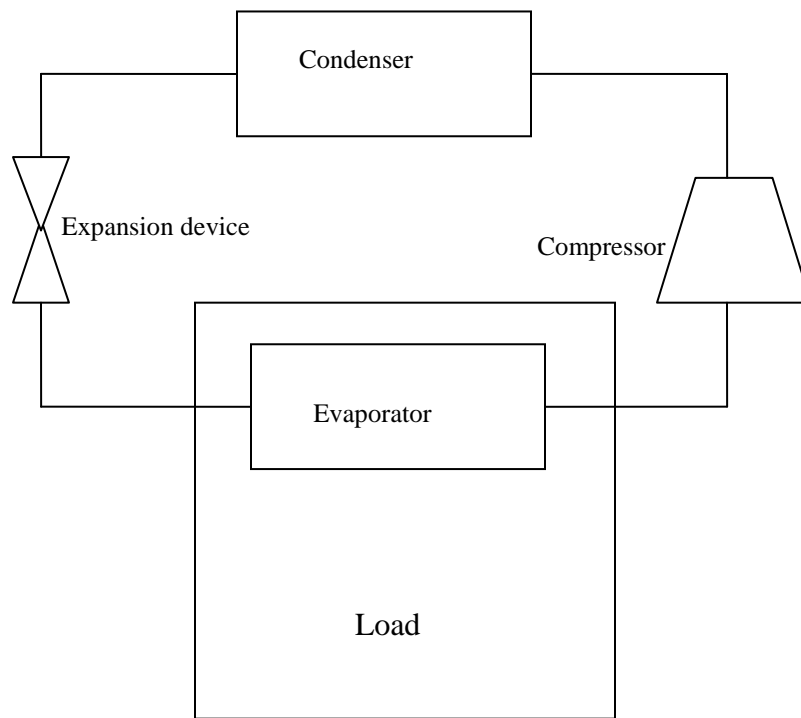 Condenser
Expansion device
Compressor
Evaporator
Load